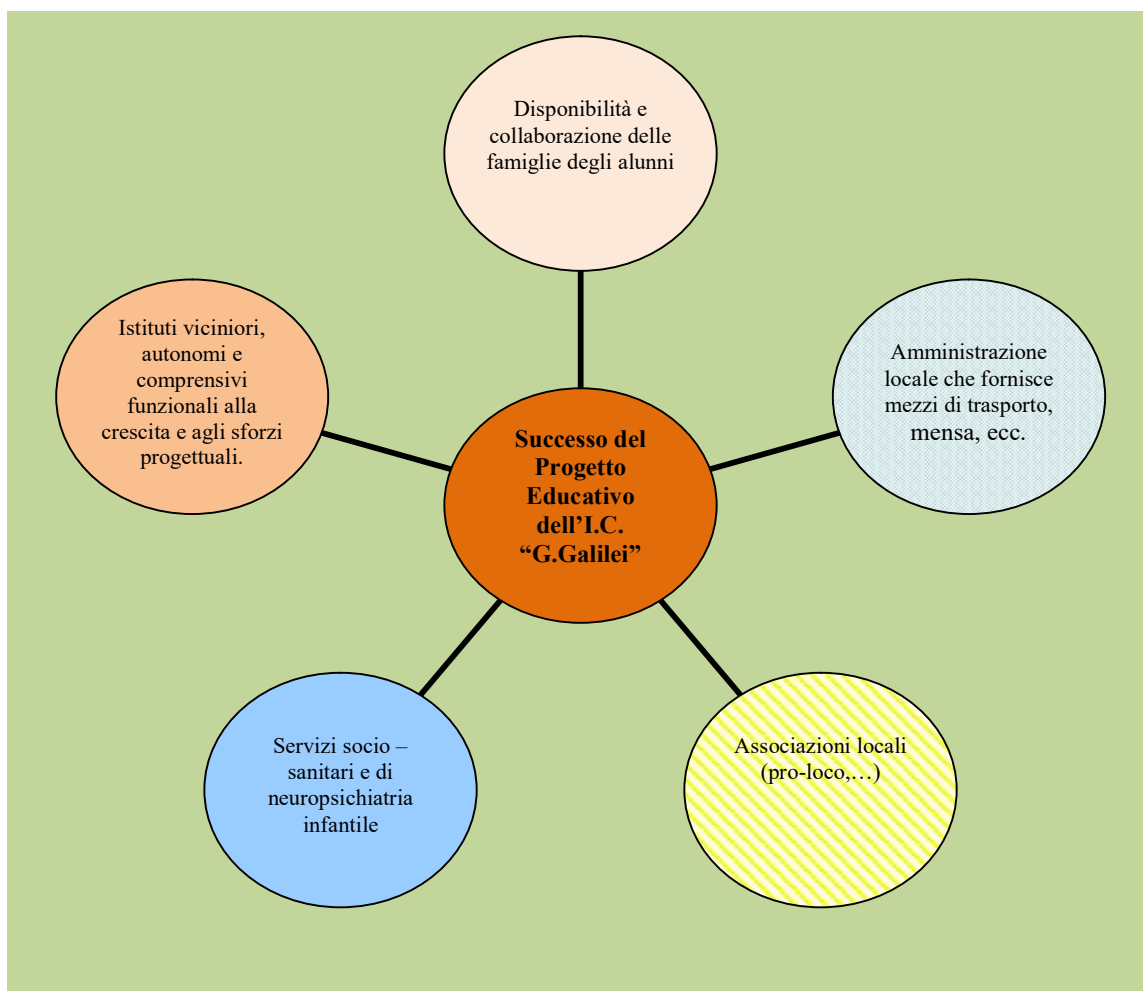 Disponibilità e
collaborazione delle
famiglie degli alunni
Istituti viciniori,
autonomi e
comprensivi
funzionali alla
crescita e agli sforzi
progettuali.
Amministrazione
locale che fornisce
mezzi di trasporto,
mensa, ecc.
Successo del
Progetto
Educativo
dell’I.C.
“G.Galilei”
Servizi socio –
sanitari e di
neuropsichiatria
infantile
Associazioni locali
(pro-loco,…)